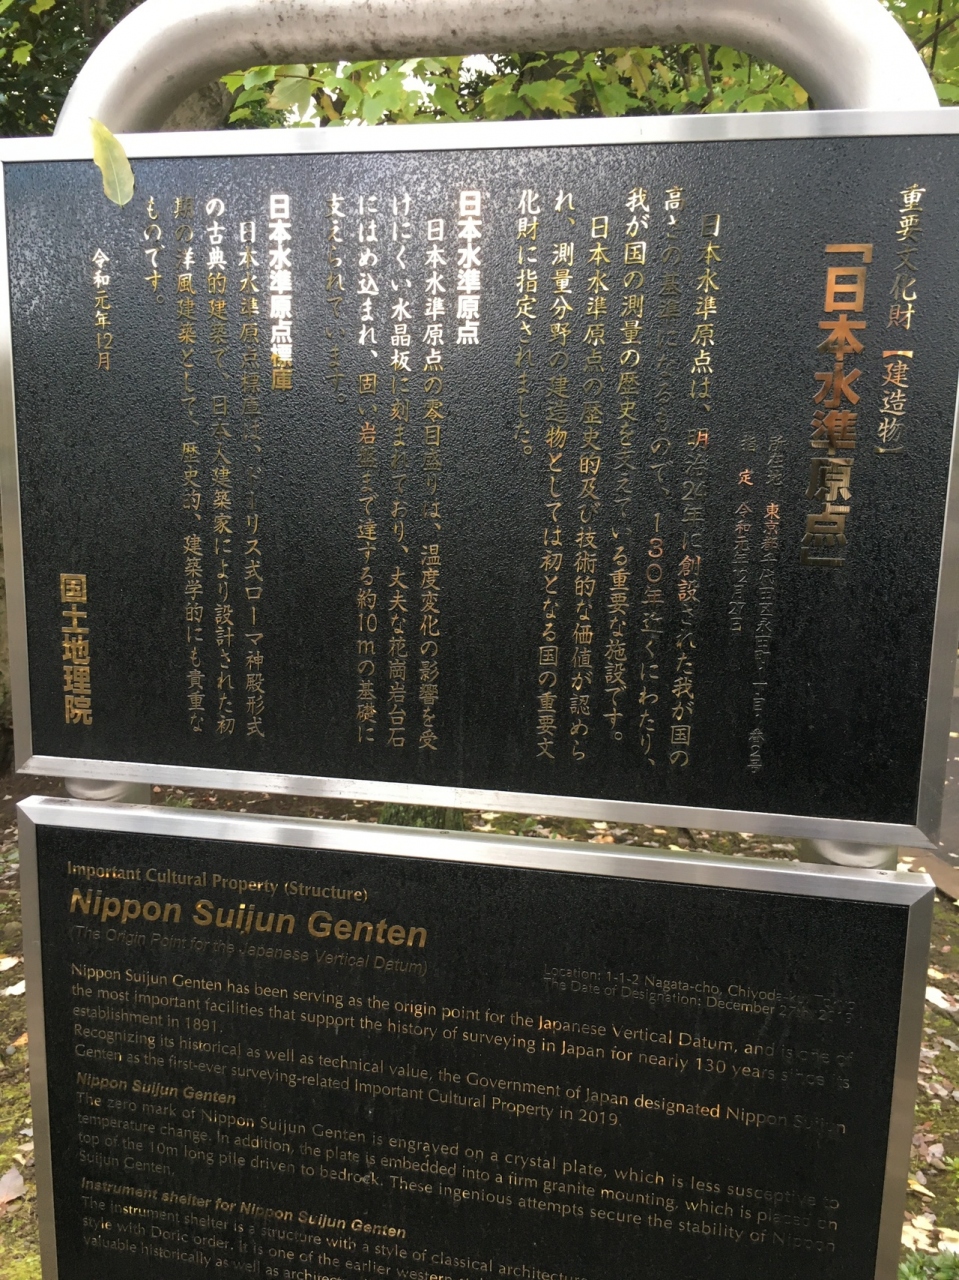 重要文化財【建造物】
「日本水準原点」
所在地 東京都千代田区永田町一丁目1番2号
指 定 令和元年12月27日
日本水準原点は、明治24年に創設された我が国の
高さの基準になるもので、130年近くにわたり、
我が国の測量の歴史を支えている重要な施設です。
日本水準原点の歴史的及び技術的な価値が認めら
れ、測量分野の建造物としては初となる国の重要文
化財に指定されました。
日本水準原点
日本水準原点の零目盛りは、温度変化の影響を受
けにくい水晶板に刻まれており、丈夫な花崗岩台石
にはめ込まれ、固い岩盤まで達する約10mの基礎に
支えられています。
日本水準原点標庫
日本水準原点標庫は、ドーリス式ローマ神殿形式
の古典的建築で、日本人建築家により設計された初
期の洋風建築として、歴史的、建築学的にも貴重な
ものです。
令和元年12月
国土地理院
Important Cultural Property (Structure)
Nippon Suijun Genten
(The Origin Point for the Japanese Vertical Datum)
Location: 1-1-2 Nagata-cho, Chiyoda-ku, Tokyo
The Date of Designation: December 27th, 2019
Nippon Suijun Genten has been serving as the origin point for the Japanese Vertical Datum, and is one of
the most important facilities that support the history of surveying in Japan for nearly 130 years since its
establishment in 1891.
Recognizing its historical as well as technical value, the Government of Japan designated Nippon Suijun
Genten as the first-ever surveying-related Important Cultural Property in 2019.
Nippon Suijun Genten
The zero mark of Nippon Suijun Genten is engraved on a crystal plate, which is less susceptive to
temperature change. In addition, the plate is embedded into a firm granite mounting, which is placed on
top of the 10m long pile driven to bedrock. These ingenious attempts secure the stability of Nippon
Suijun Genten.
Instrument shelter for Nippon Suijun Genten
The Instrument shelter is a structure with a style of classical architecture
style with Doric order. It is one of the earlier western
valuable historically as well as